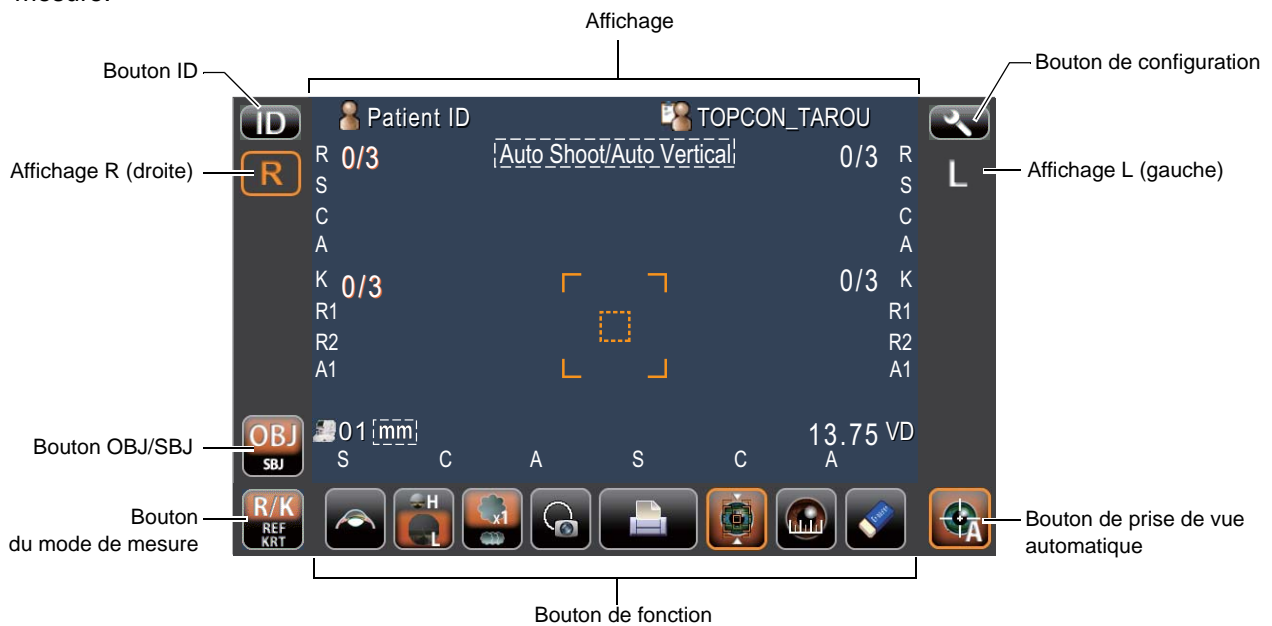 mesure.
Affichage
Bouton ID
Bouton de configuration
ID
Patient ID
TOPCON_TAROU
Affichage R (droite)
R
R 0/3
Auto Shoot/Auto Vertical
0/3 R
L
Affichage L (gauche)
S
S
C
C
A
A
K 0/3
0/3 K
R1
R1
R2
R2
A1
A1
Bouton OBJ/SBJ
OBJ
SBJ
01 mm
13.75 VD
S C A S C A
Bouton
du mode de mesure
R/K
REF
KRT
H
L
x1
Eraser
A
Bouton de prise de vue
automatique
Bouton de fonction